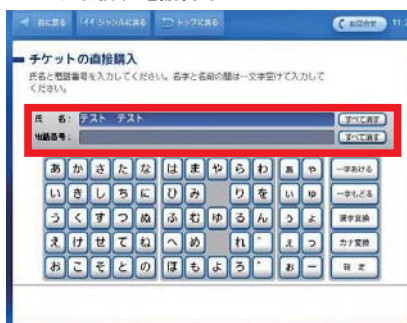 前に戻る ジャンルに戻る トップに戻る お問合せ 11:2
チケットの直接購入
氏名と電話番号を入力してください。名字と名前の間は一文字空けて入力して
ください。
氏 名: テスト テスト すべて消す
電話番号: すべて消す
あ か さ た な は ま や ら わ ぁ ゃ 一字あける
い き し ち に ひ み り を ぃ ゅ 一字もどる
う く す つ ぬ ふ む ゆ る ん ぅ ょ 漢字変換
え け せ て ね へ め れ ゛ ぇ っ カナ変換
お こ そ と の ほ も よ ろ ゜ ぉ ー 確 定